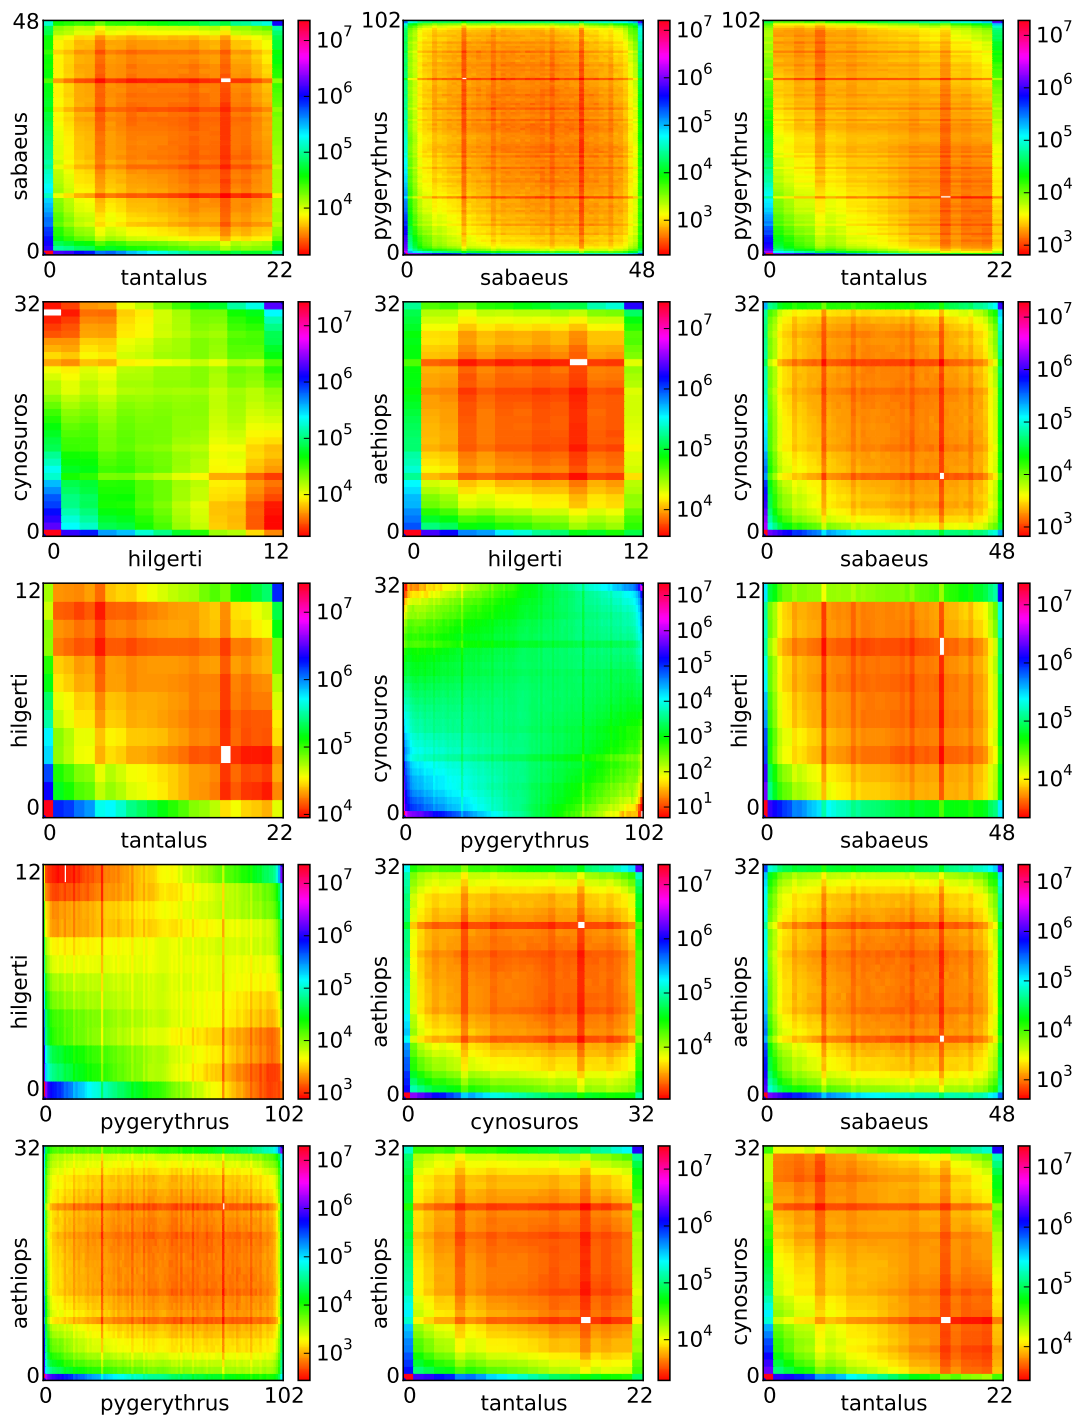 48 sabaeus 0 0 tantalus 22 10^7 10^6 10^5 10^4
102 pygerythrus 0 0 sabaeus 48 10^7 10^6 10^5 10^4 10^3
102 pygerythrus 0 0 tantalus 22 10^7 10^6 10^5 10^4 10^3
32 cynosuros 0 0 hilgerti 12 10^7 10^6 10^5 10^4
32 aethiops 0 0 hilgerti 12 10^7 10^6 10^5 10^4
32 cynosuros 0 0 sabaeus 48 10^7 10^6 10^5 10^4 10^3
12 hilgerti 0 0 tantalus 22 10^7 10^6 10^5 10^4
32 cynosuros 0 0 pygerythrus 102 10^7 10^6 10^5 10^4 10^3 10^2 10^1
12 hilgerti 0 0 sabaeus 48 10^7 10^6 10^5 10^4
12 hilgerti 0 0 pygerythrus 102 10^7 10^6 10^5 10^4 10^3
32 aethiops 0 0 cynosuros 32 10^7 10^6 10^5 10^4
32 aethiops 0 0 sabaeus 48 10^7 10^6 10^5 10^4 10^3
32 aethiops 0 0 pygerythrus 102 10^7 10^6 10^5 10^4 10^3
32 aethiops 0 0 tantalus 22 10^7 10^6 10^5 10^4
32 cynosuros 0 0 tantalus 22 10^7 10^6 10^5 10^4